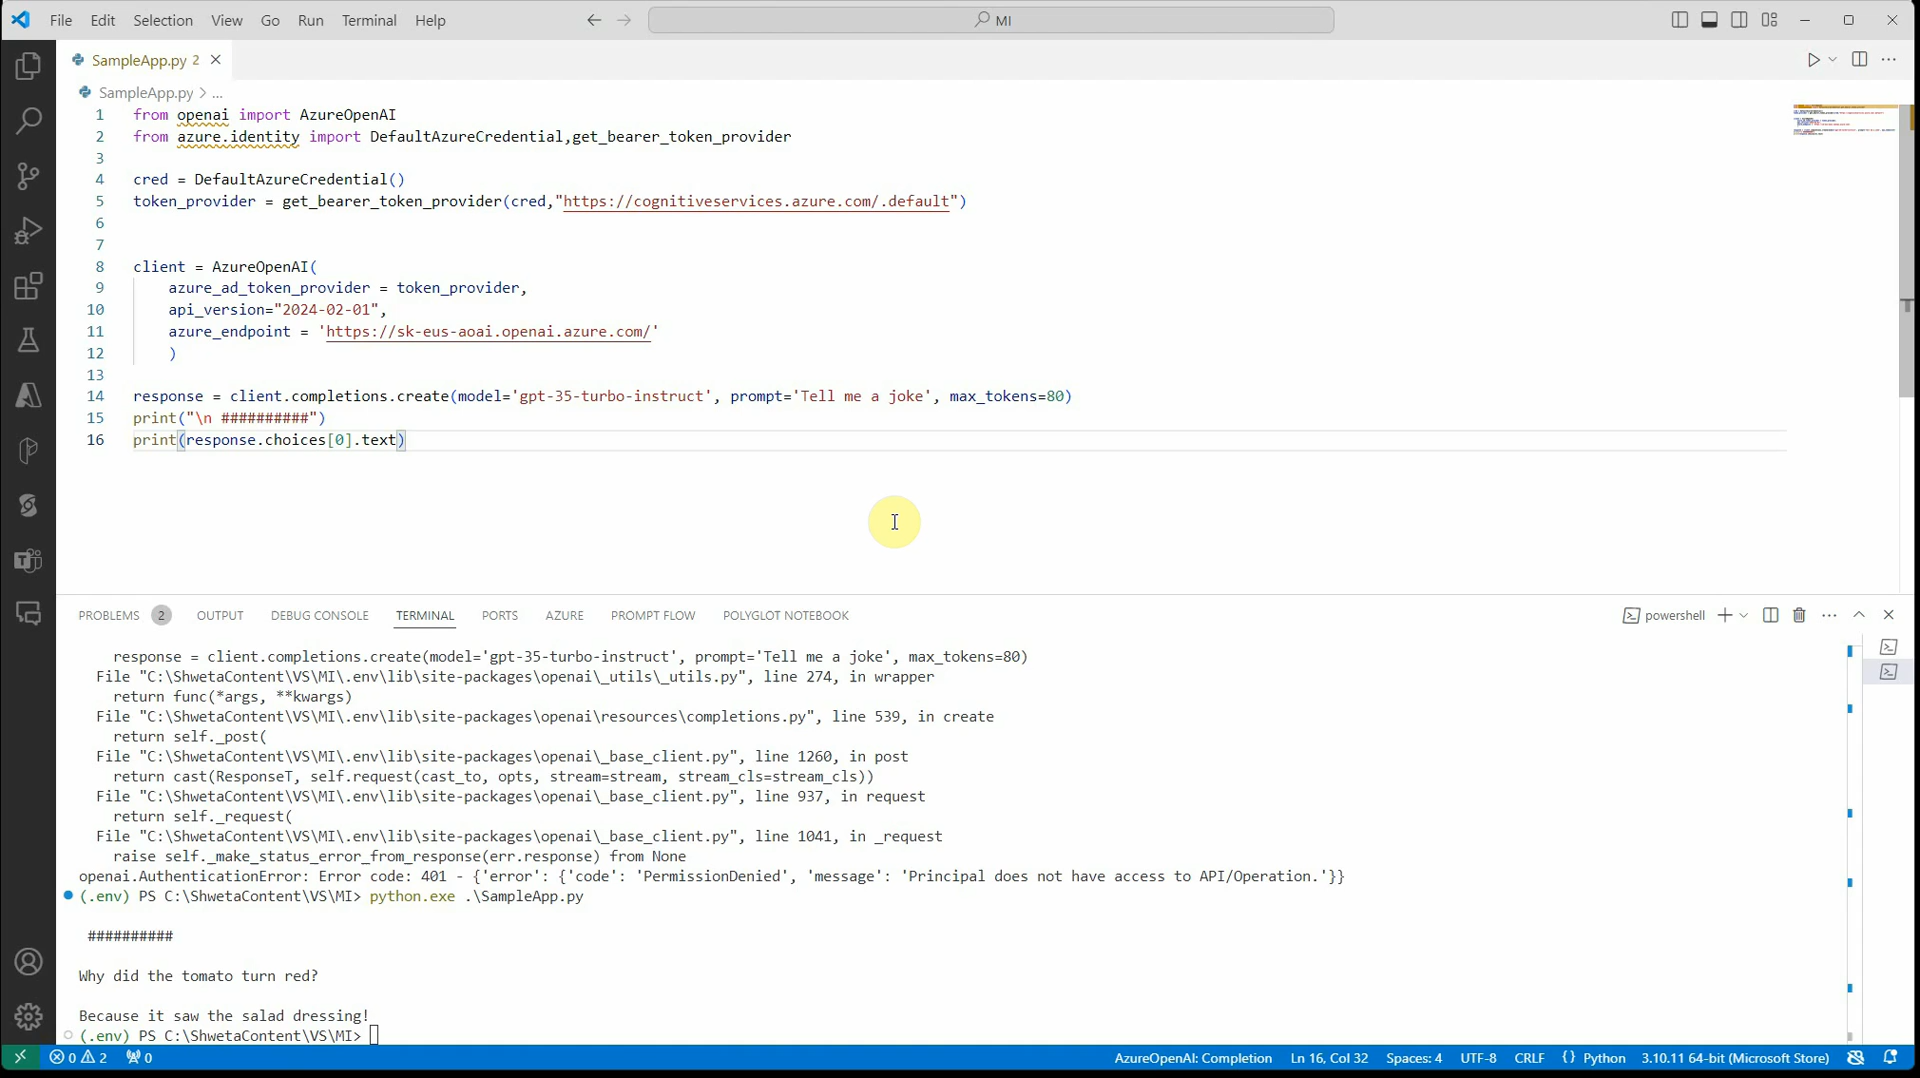 File Edit Selection View Go Run Terminal Help MI
SampleApp.py 2
SampleApp.py > ...
1 from openai import AzureOpenAI
2 from azure.identity import DefaultAzureCredential,get_bearer_token_provider
3
4 cred = DefaultAzureCredential()
5 token_provider = get_bearer_token_provider(cred,"https://cognitiveservices.azure.com/.default")
6
7
8 client = AzureOpenAI(
9 azure_ad_token_provider = token_provider,
10 api_version="2024-02-01",
11 azure_endpoint = 'https://sk-eus-aoai.openai.azure.com/'
12 )
13
14 response = client.completions.create(model='gpt-35-turbo-instruct', prompt='Tell me a joke', max_tokens=80)
15 print("\n ##########")
16 print(response.choices[0].text)
PROBLEMS 2 OUTPUT DEBUG CONSOLE TERMINAL PORTS AZURE PROMPT FLOW POLYGLOT NOTEBOOK powershell
response = client.completions.create(model='gpt-35-turbo-instruct', prompt='Tell me a joke', max_tokens=80)
File "C:\ShwetaContent\VS\MI\.env\lib\site-packages\openai\_utils\_utils.py", line 274, in wrapper
return func(*args, **kwargs)
File "C:\ShwetaContent\VS\MI\.env\lib\site-packages\openai\resources\completions.py", line 539, in create
return self._post(
File "C:\ShwetaContent\VS\MI\.env\lib\site-packages\openai\_base_client.py", line 1260, in post
return cast(ResponseT, self.request(cast_to, opts, stream=stream, stream_cls=stream_cls))
File "C:\ShwetaContent\VS\MI\.env\lib\site-packages\openai\_base_client.py", line 937, in request
return self._request(
File "C:\ShwetaContent\VS\MI\.env\lib\site-packages\openai\_base_client.py", line 1041, in _request
raise self._make_status_error_from_response(err.response) from None
openai.AuthenticationError: Error code: 401 - {'error': {'code': 'PermissionDenied', 'message': 'Principal does not have access to API/Operation.'}}
(.env) PS C:\ShwetaContent\VS\MI> python.exe .\SampleApp.py
##########
Why did the tomato turn red?
Because it saw the salad dressing!
(.env) PS C:\ShwetaContent\VS\MI>
0 2 0 AzureOpenAI: Completion Ln 16, Col 32 Spaces: 4 UTF-8 CRLF {} Python 3.10.11 64-bit (Microsoft Store)